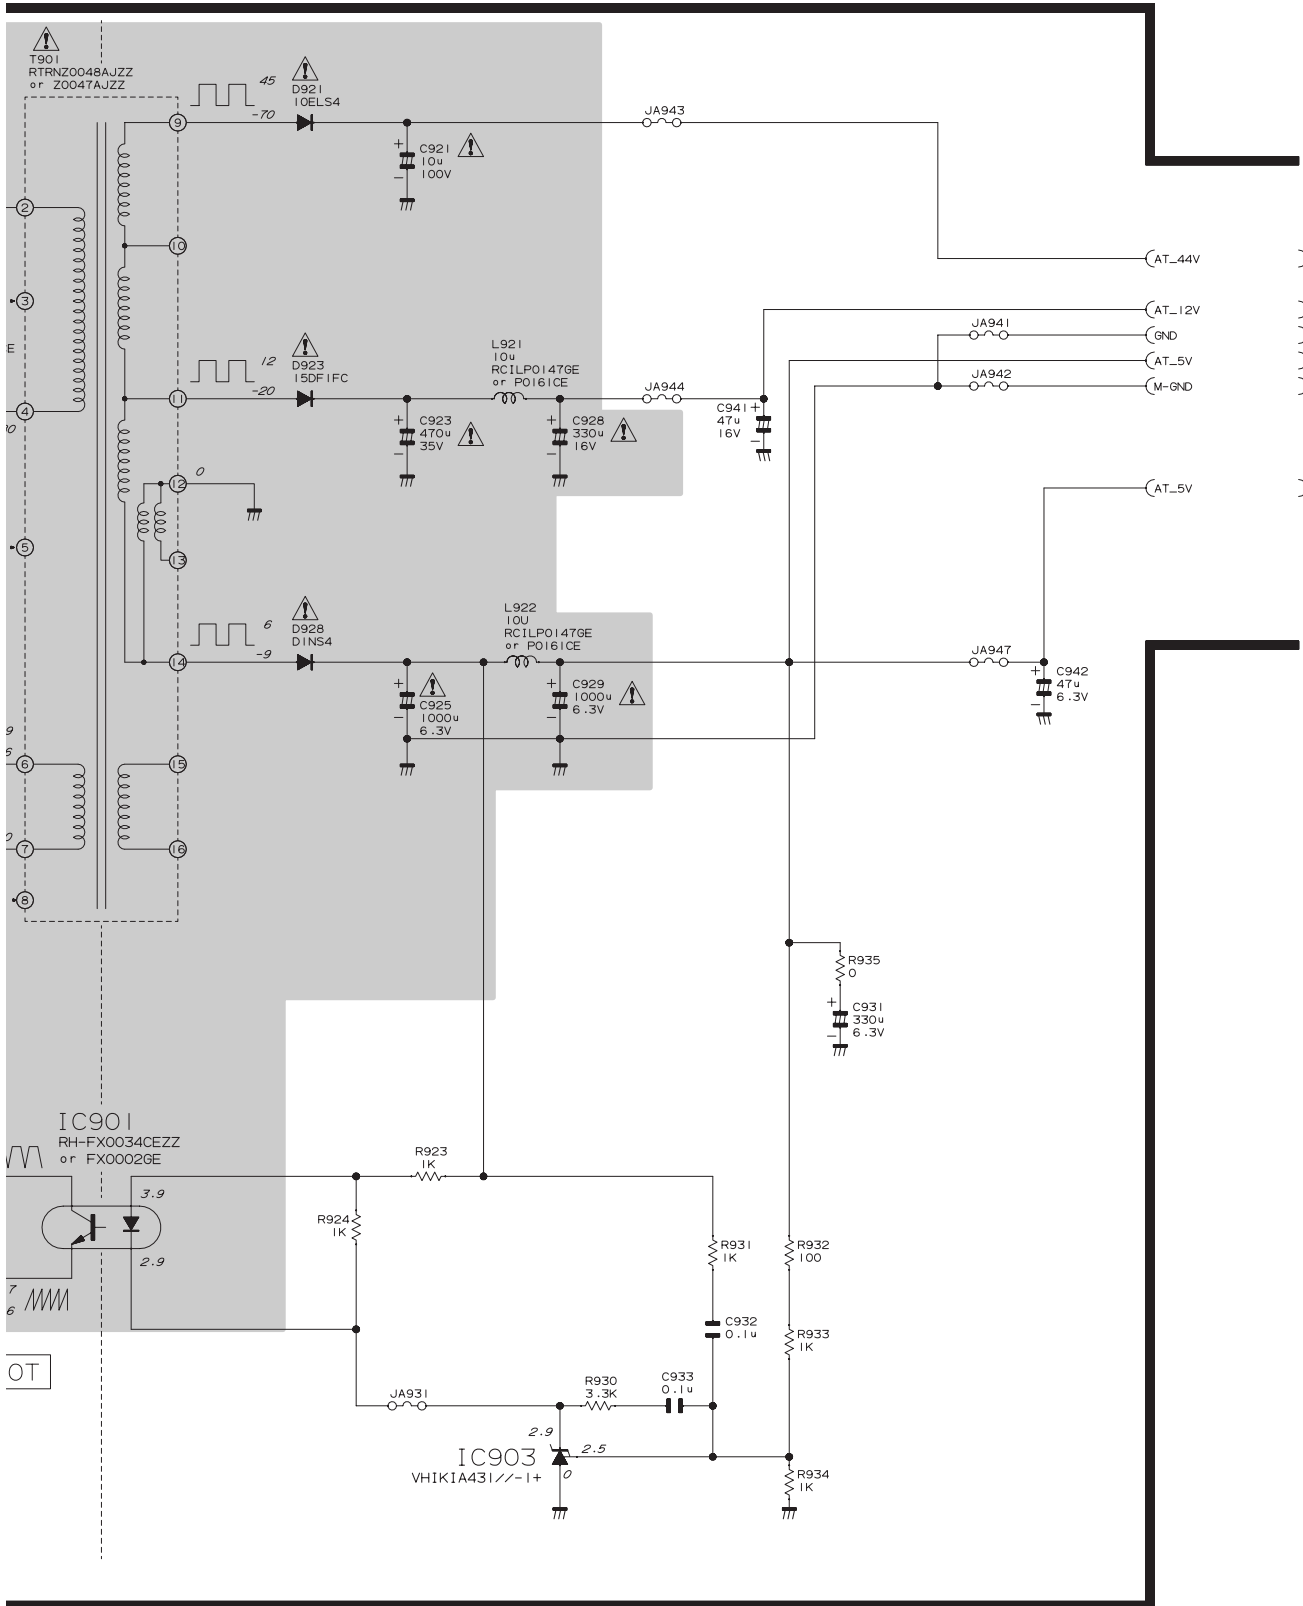 T901
RTRNZ0048AJZZ
or Z0047AJZZ
45
-70
D921
10ELS4
JA943
C921
10u
100V
2
3
4
5
6
7
8
9
10
11
12
13
14
15
16
AT_44V
AT_12V
JA941
GND
AT_5V
JA942
M-GND
E
12
-20
D923
15DF1FC
L921
10u
RCILP0147GE
or P0161CE
JA944
C923
470u
35V
C928
330u
16V
C941
47u
16V
0
AT_5V
6
-9
D928
D1NS4
L922
10U
RCILP0147GE
or P0161CE
JA947
C925
1000u
6.3V
C929
1000u
6.3V
C942
47u
6.3V
R935
0
C931
330u
6.3V
IC901
RH-FX0034CEZZ
or FX0002GE
3.9
2.9
7
6
R923
1K
R924
1K
R931
1K
R932
100
C932
0.1u
R933
1K
OT
JA931
R930
3.3K
C933
0.1u
2.9
2.5
0
IC903
VHIKIA431//-1+
R934
1K